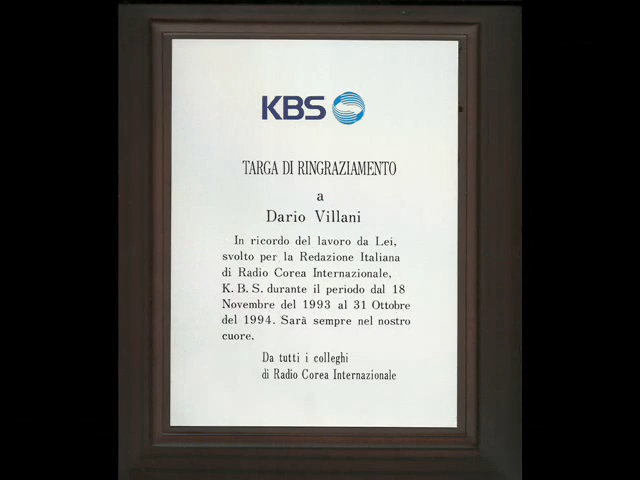 KBS
TARGA DI RINGRAZIAMENTO
a
Dario Villani
In ricordo del lavoro da Lei,
svolto per la Redazione Italiana
di Radio Corea Internazionale,
K. B. S. durante il periodo dal 18
Novembre del 1993 al 31 Ottobre
del 1994. Sarà sempre nel nostro
cuore.
Da tutti i colleghi
di Radio Corea Internazionale